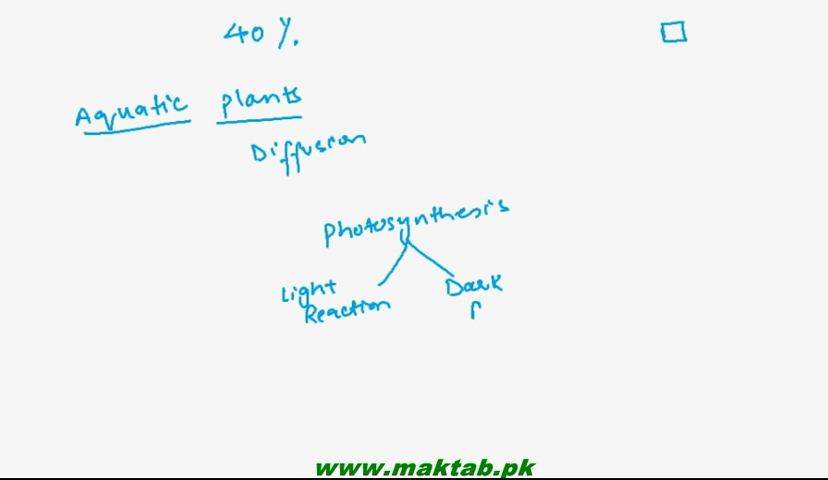 40 %.
Aquatic Plants
Diffusion
Photosynthesis
Light Dark
Reaction R
www.maktab.pk